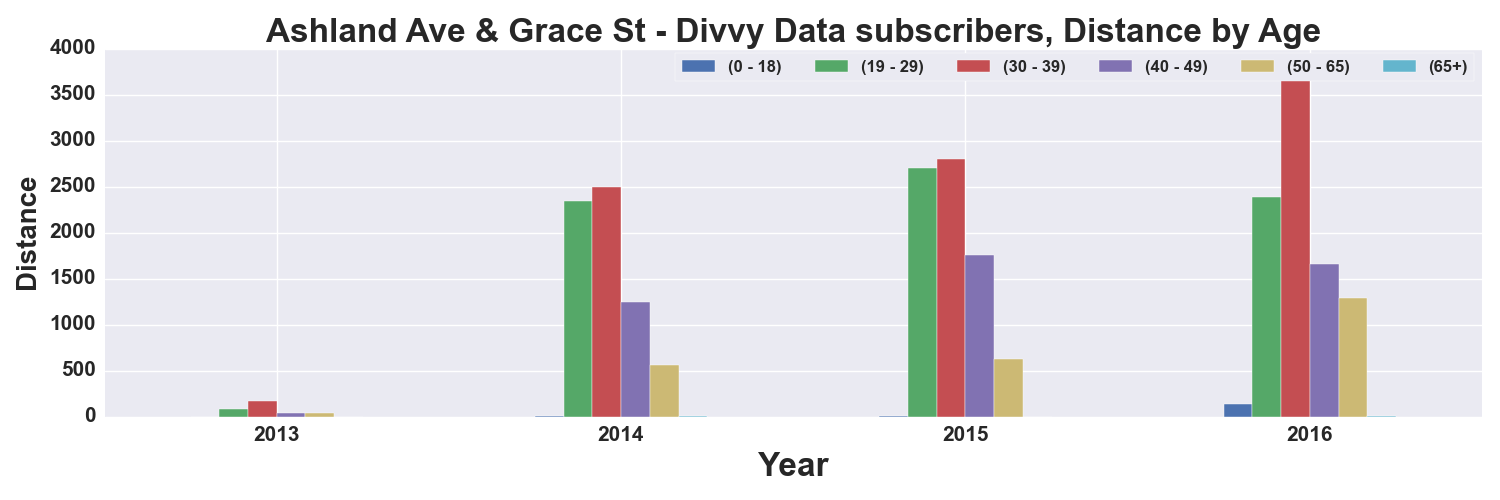 Ashland Ave & Grace St - Divvy Data subscribers, Distance by Age
(0 - 18) (19 - 29) (30 - 39) (40 - 49) (50 - 65) (65+)
4000
3500
3000
2500
2000
1500
1000
500
0
Distance
2013 2014 2015 2016
Year